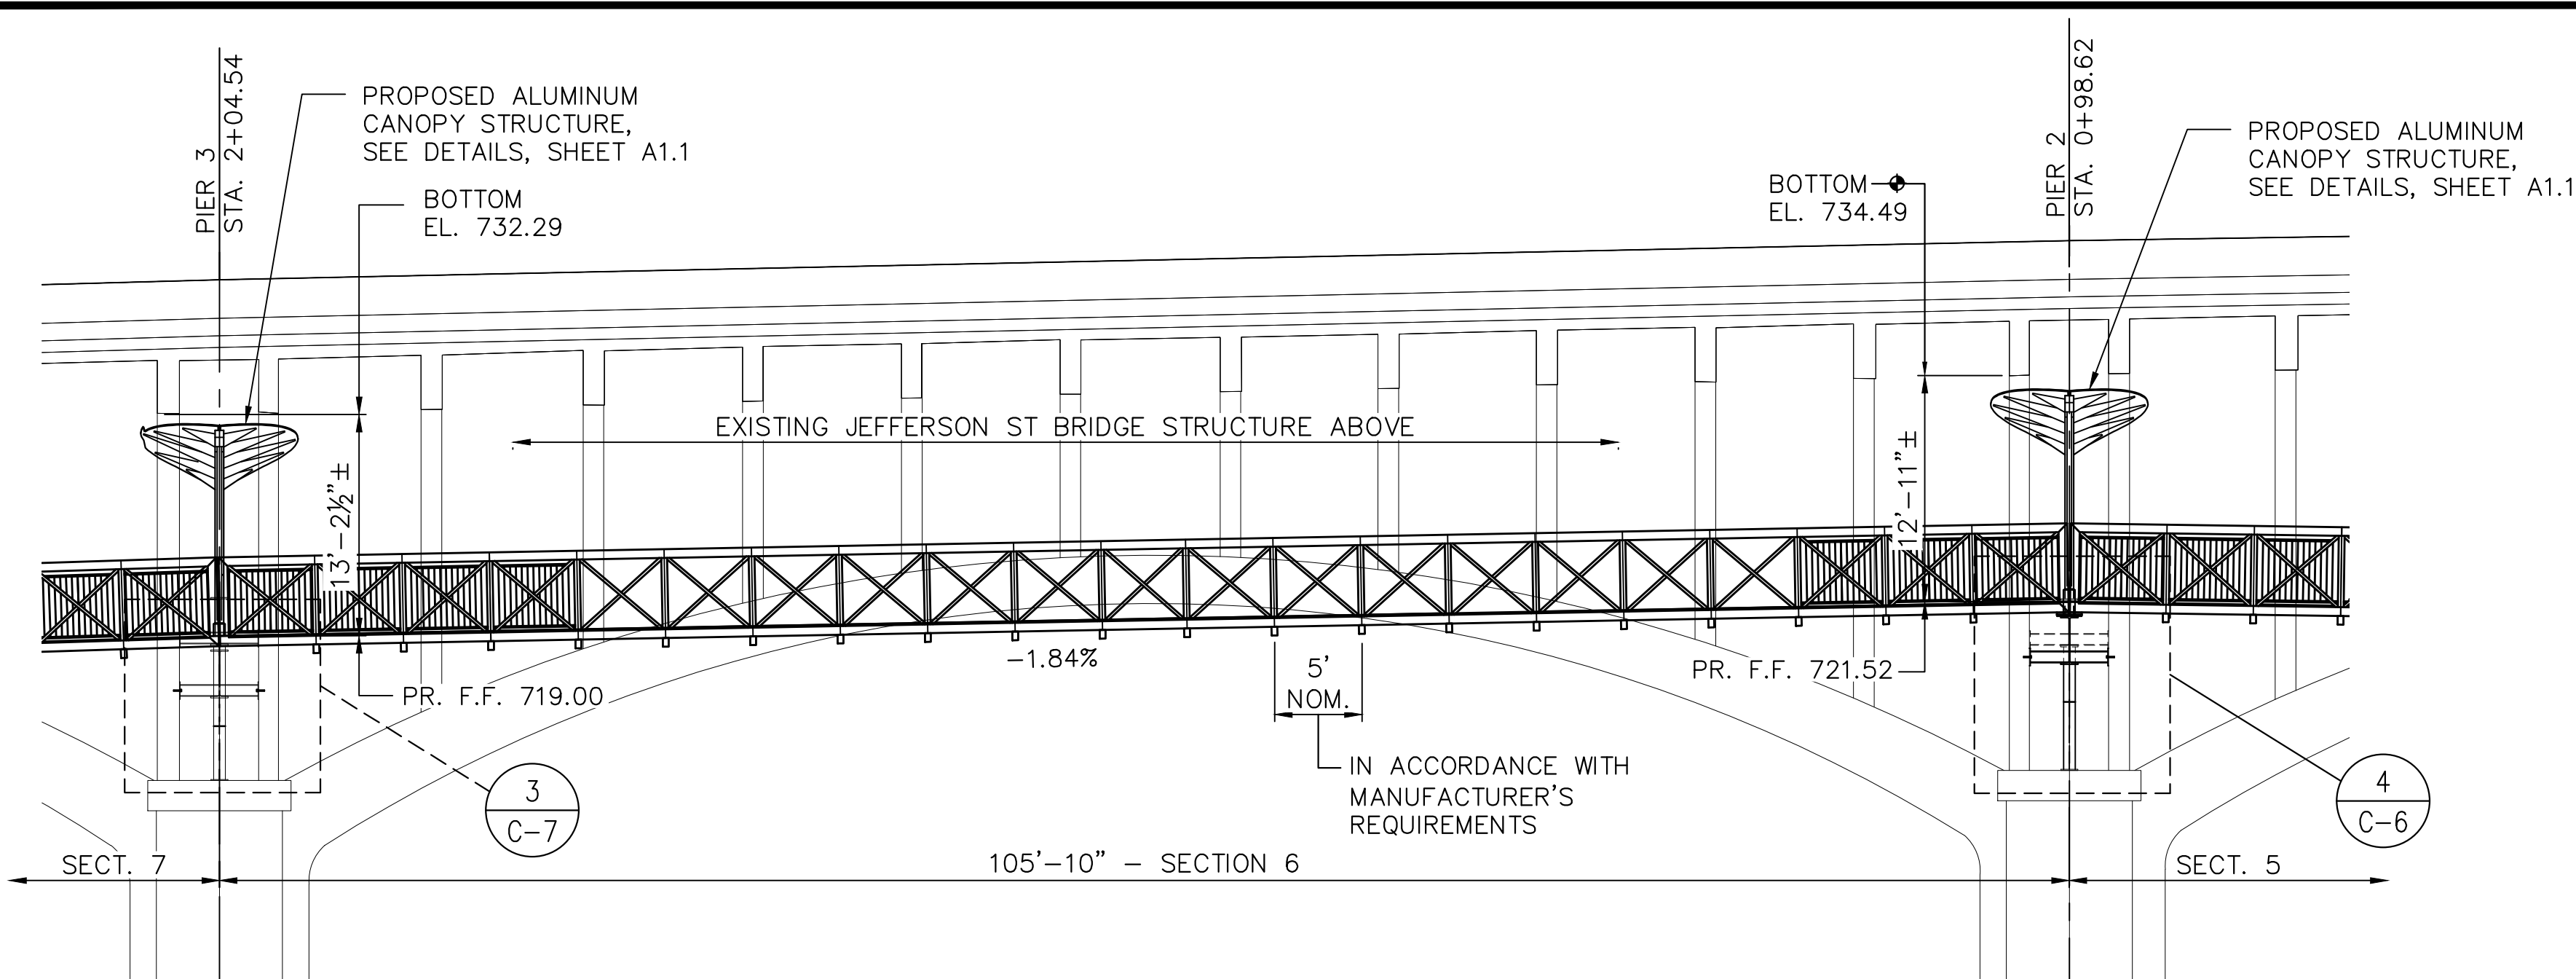 PIER 3
STA. 2+04.54
PROPOSED ALUMINUM
CANOPY STRUCTURE,
SEE DETAILS, SHEET A1.1
BOTTOM
EL. 732.29
BOTTOM
EL. 734.49
PIER 2
STA. 0+98.62
PROPOSED ALUMINUM
CANOPY STRUCTURE,
SEE DETAILS, SHEET A1.1
EXISTING JEFFERSON ST BRIDGE STRUCTURE ABOVE
13'-2½"±
12'-11"±
-1.84%
PR. F.F. 719.00
5'
NOM.
PR. F.F. 721.52
IN ACCORDANCE WITH
MANUFACTURER'S
REQUIREMENTS
3
C-7
4
C-6
SECT. 7
105'-10" - SECTION 6
SECT. 5